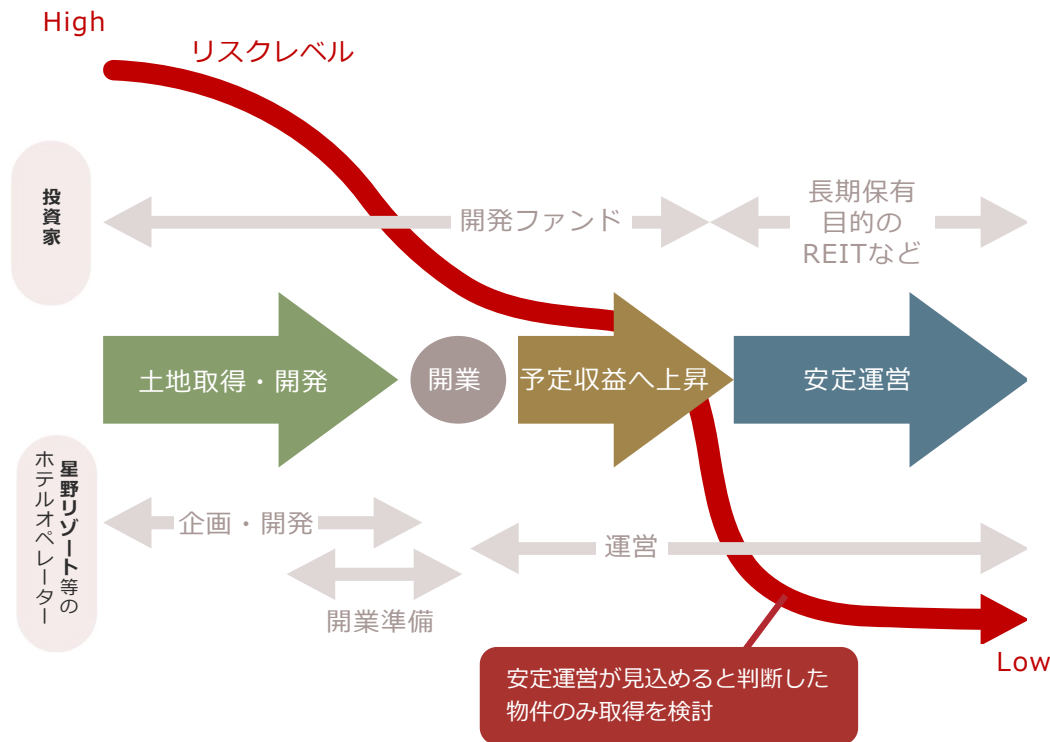 High
リスクレベル
投資家
開発ファンド
長期保有
目的の
REITなど
土地取得・開発
開業
予定収益へ上昇
安定運営
星野リゾート等の
ホテルオペレーター
企画・開発
運営
開業準備
安定運営が見込めると判断した
物件のみ取得を検討
Low